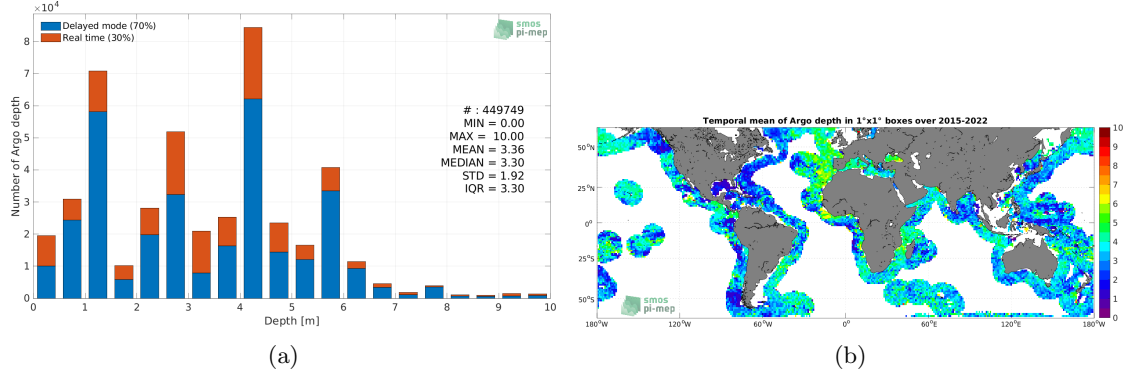 ×10⁴
Delayed mode (70%)
Real time (30%)
smos
pi-mep
# : 449749
MIN = 0.00
MAX = 10.00
MEAN = 3.36
MEDIAN = 3.30
STD = 1.92
IQR = 3.30
Number of Argo depth
8
7
6
5
4
3
2
1
0
0 1 2 3 4 5 6 7 8 9 10
Depth [m]
(a)
Temporal mean of Argo depth in 1°x1° boxes over 2015-2022
50°N
25°N
0°
25°S
50°S
180°W 120°W 60°W 0° 60°E 120°E 180°W
smos
pi-mep
10
9
8
7
6
5
4
3
2
1
0
(b)